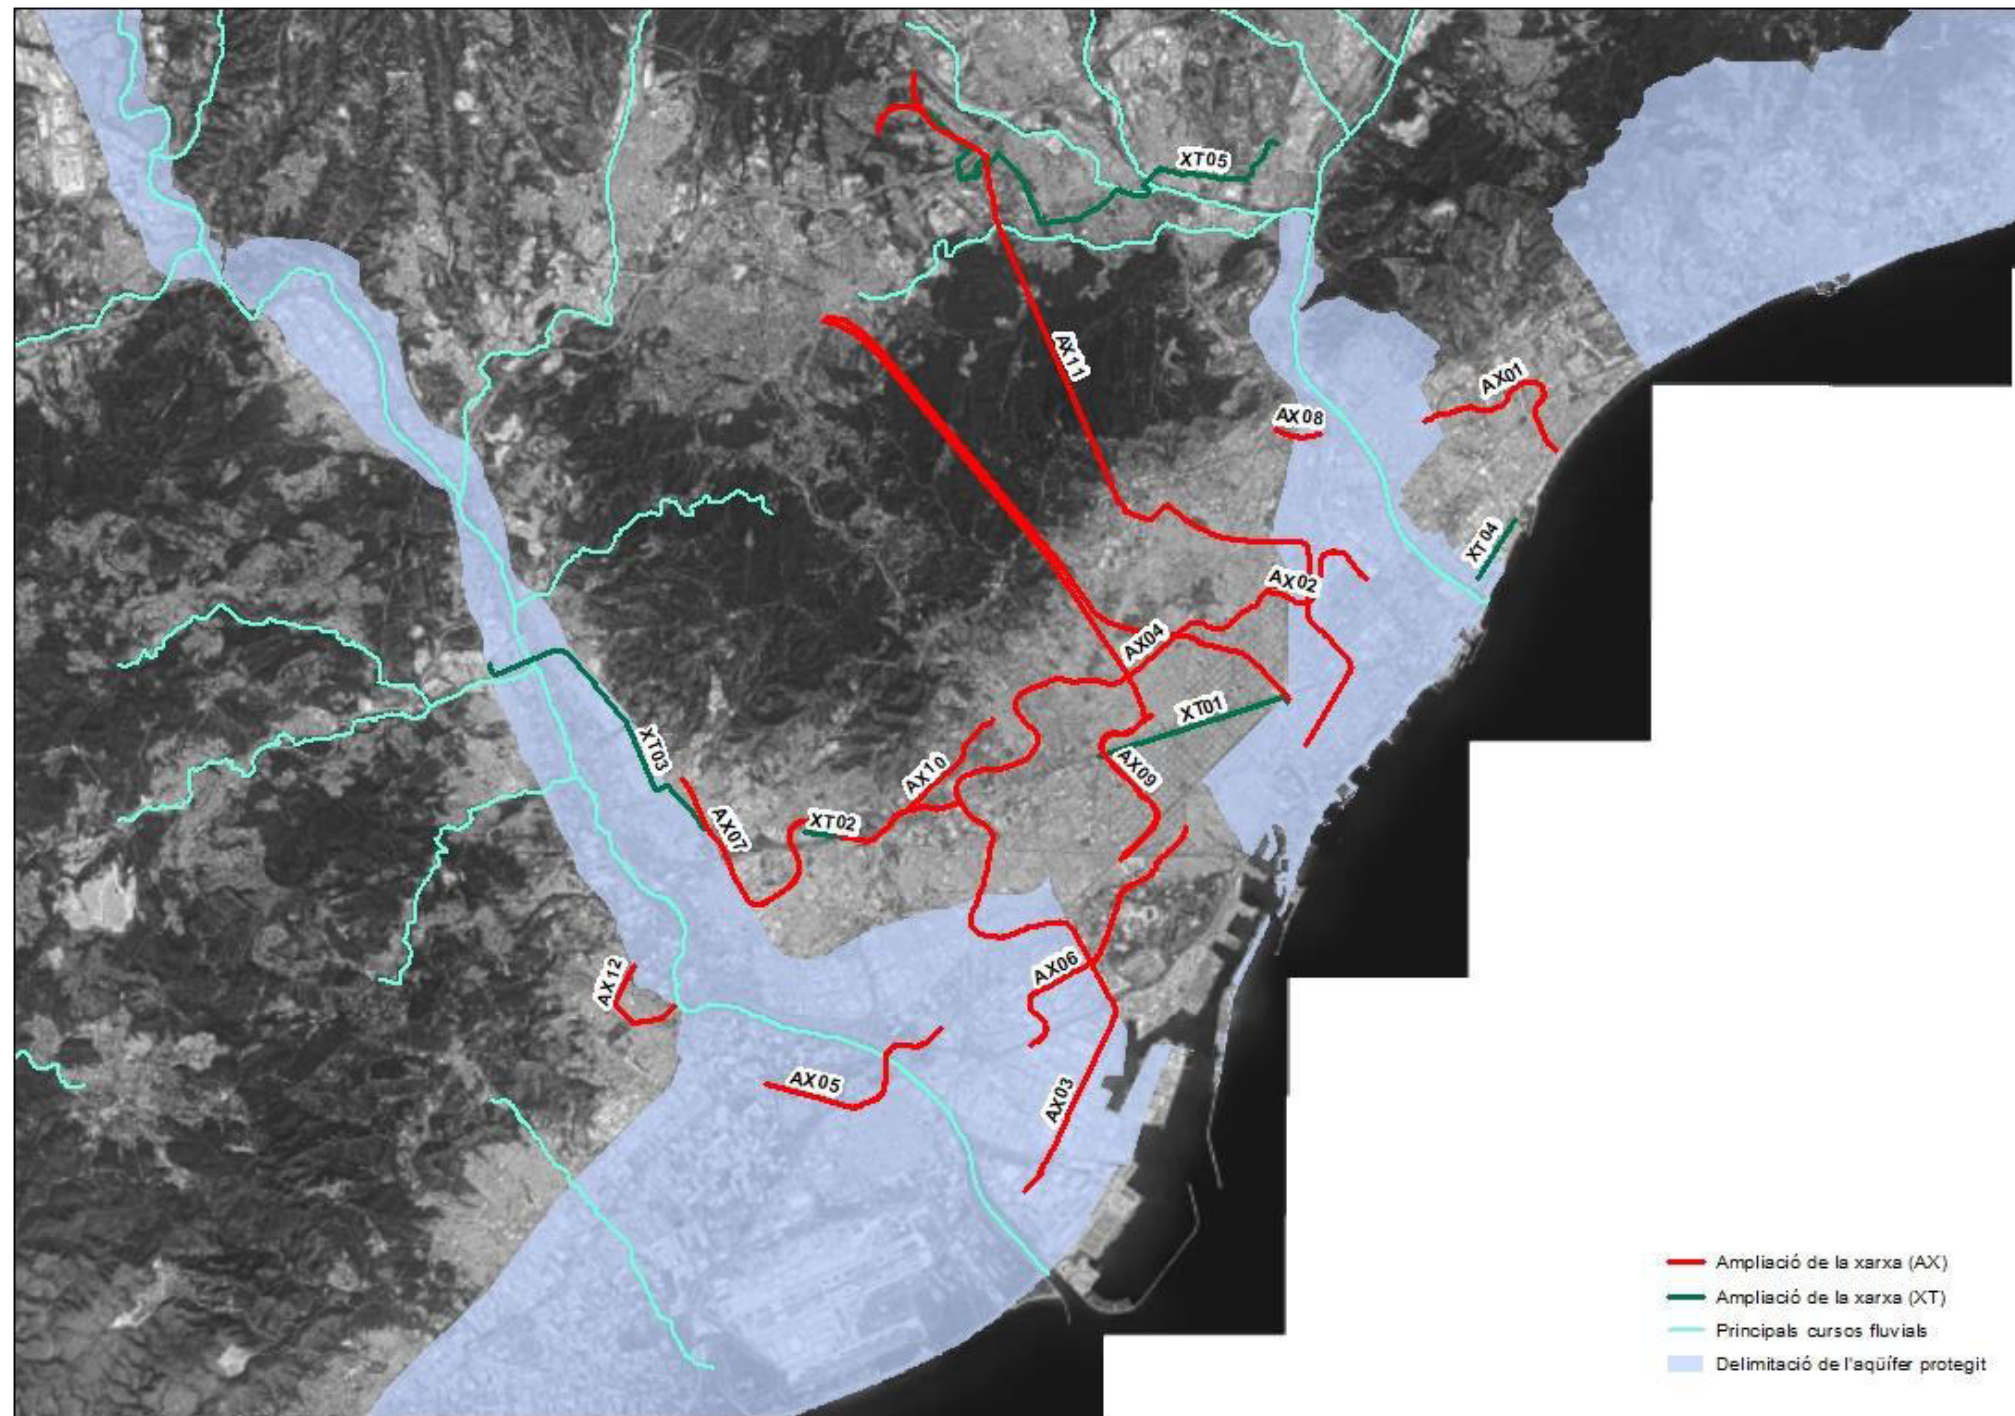 XT05
AX11
AX01
AX08
XT04
AX02
AX04
XT01
XT03
AX10
AX09
AX07
XT02
AX06
AX12
AX05
AX03
Ampliació de la xarxa (AX)
Ampliació de la xarxa (XT)
Principals cursos fluvials
Delimitació de l'aqüífer protegit